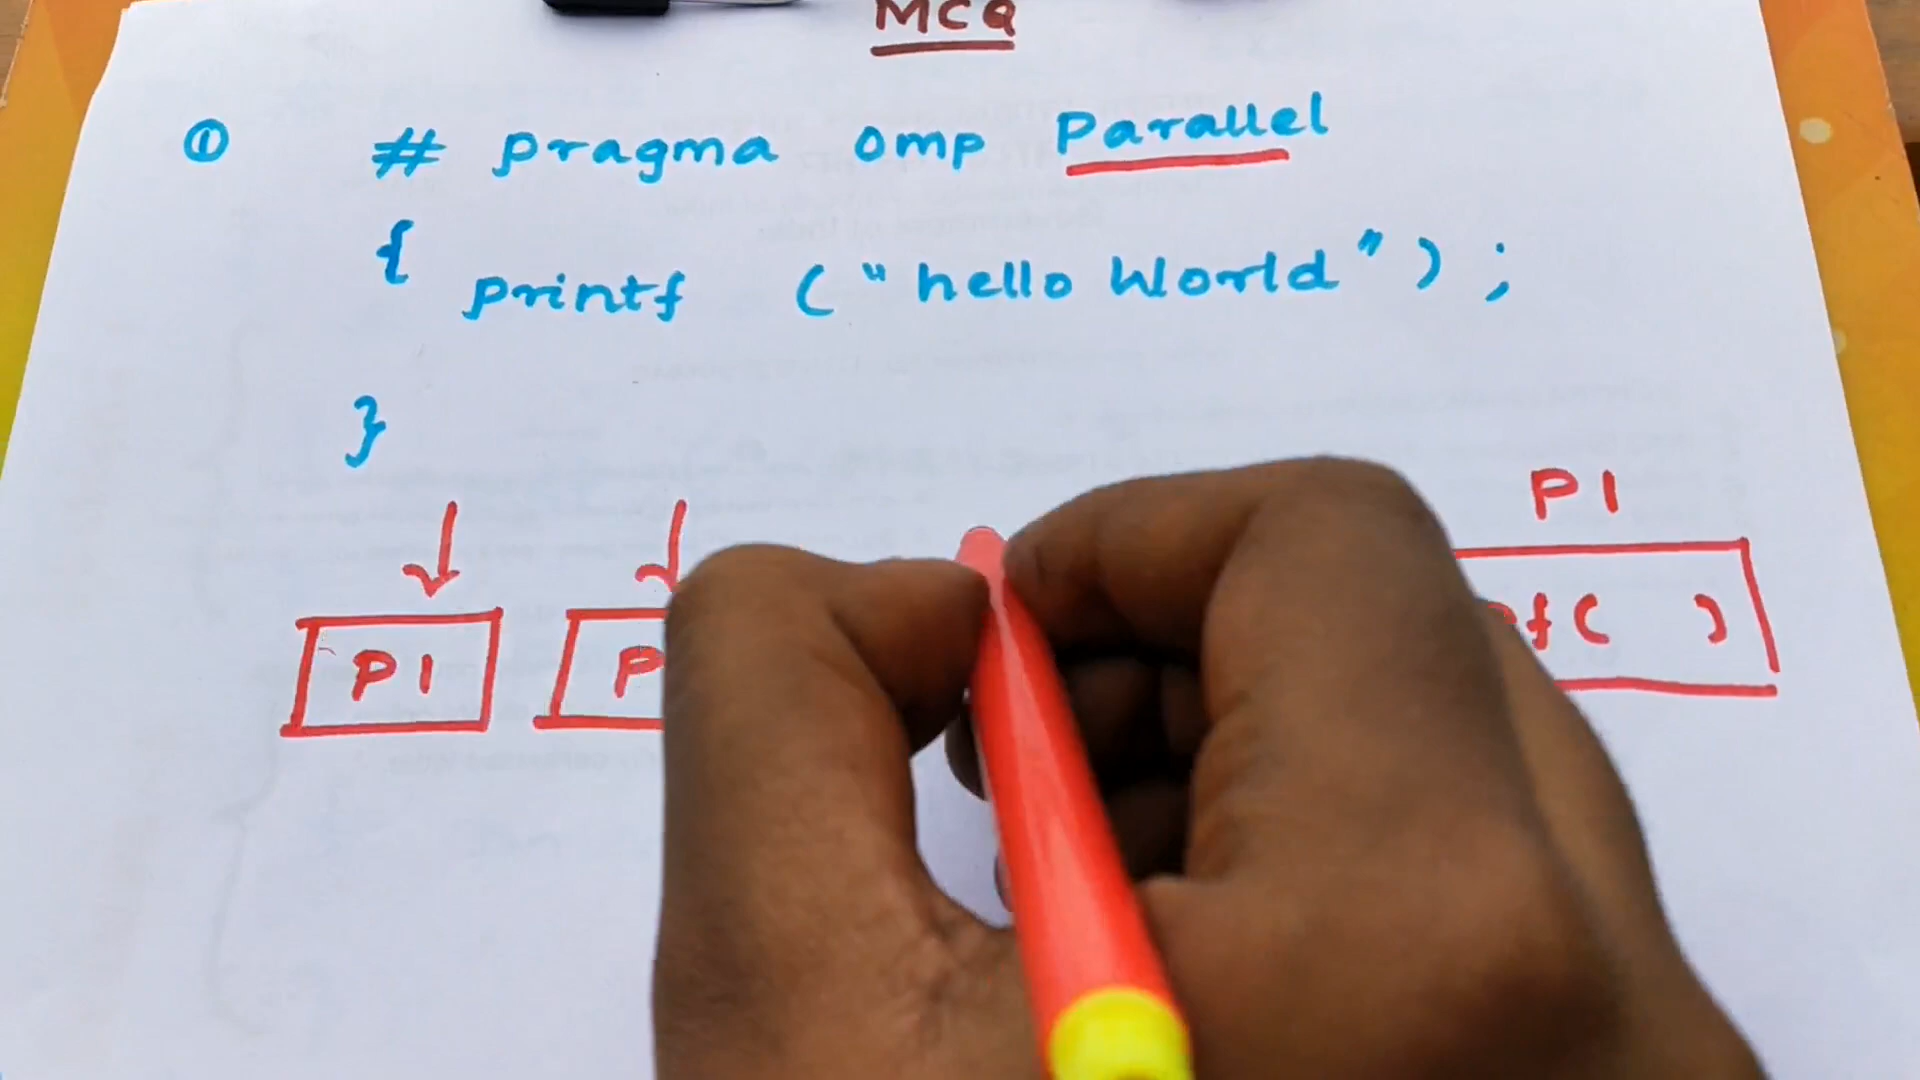 MCQ
① # pragma omp Parallel
{
printf ("hello World") ;
}
P1
f( )
P1 P